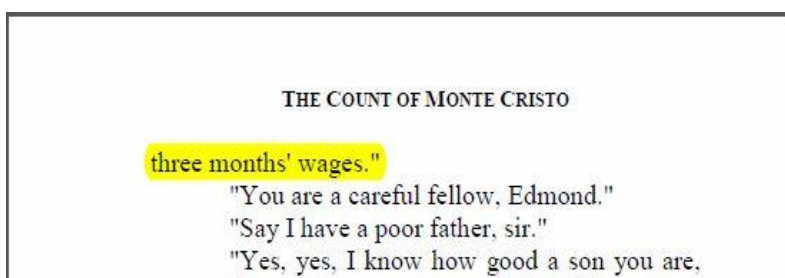 THE COUNT OF MONTE CRISTO
three months' wages."
"You are a careful fellow, Edmond."
"Say I have a poor father, sir."
"Yes, yes, I know how good a son you are,